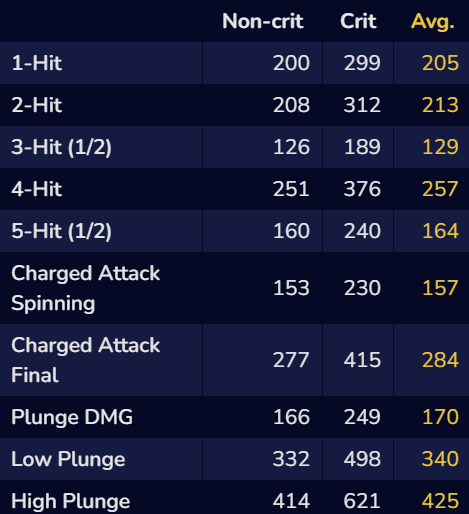 Non-crit Crit Avg.
1-Hit 200 299 205
2-Hit 208 312 213
3-Hit (1/2) 126 189 129
4-Hit 251 376 257
5-Hit (1/2) 160 240 164
Charged Attack
Spinning 153 230 157
Charged Attack
Final 277 415 284
Plunge DMG 166 249 170
Low Plunge 332 498 340
High Plunge 414 621 425